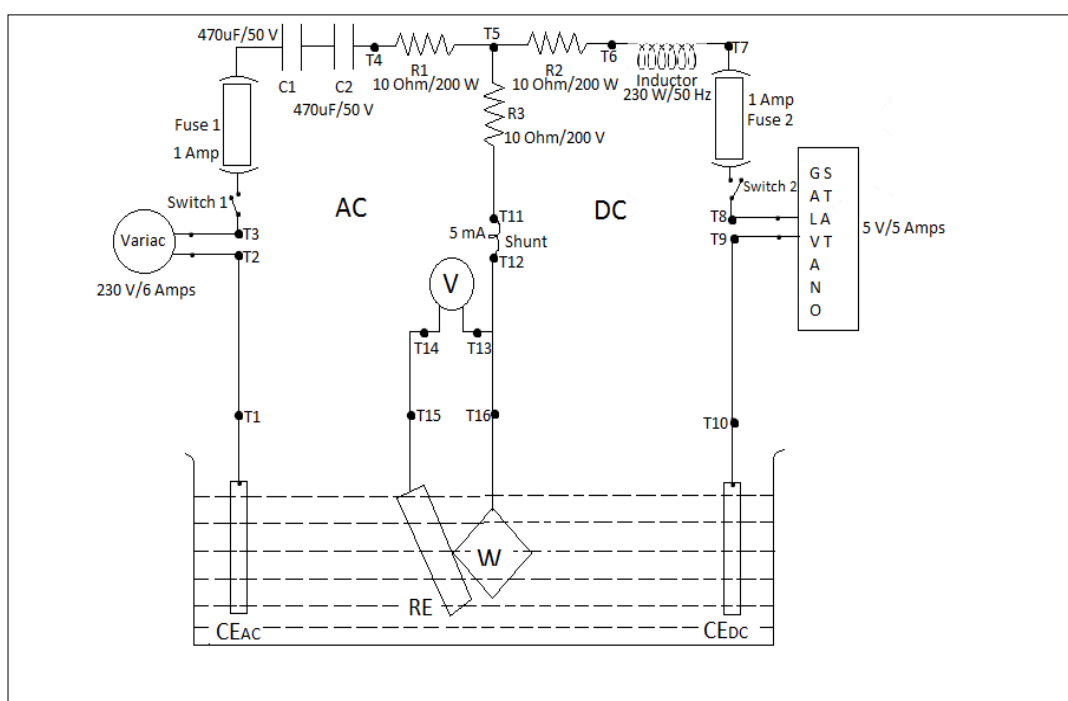 470uF/50 V
C1
C2
470uF/50 V
T4
R1
10 Ohm/200 W
T5
R2
10 Ohm/200 W
T6
Inductor
230 W/50 Hz
T7
Fuse 1
1 Amp
R3
10 Ohm/200 V
1 Amp
Fuse 2
Switch 1
AC
DC
Switch 2
T3
T2
Variac
230 V/6 Amps
T11
5 mA
Shunt
T12
T8
T9
G S
A T
L A
V T
A
N
O
5 V/5 Amps
V
T14
T13
T1
T15
T16
T10
W
RE
CEAC
CEDC